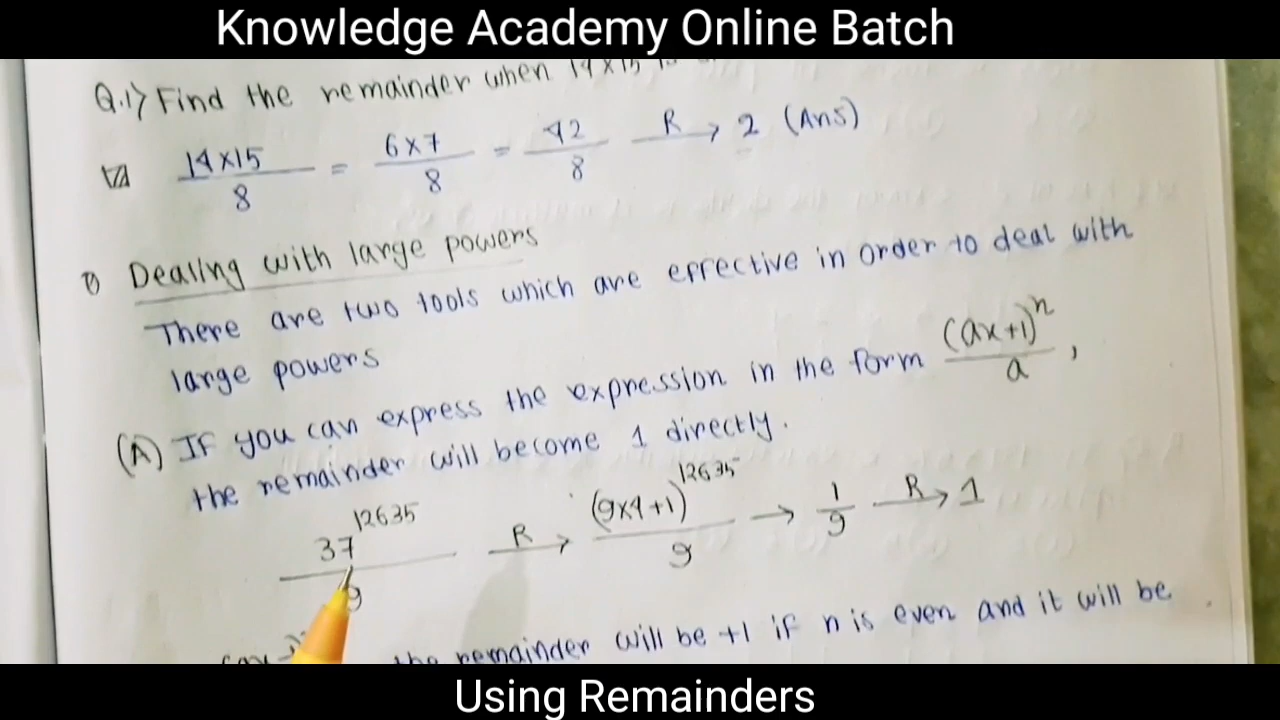 Knowledge Academy Online Batch
Q.1) Find the remainder when 14×15
14×15/8 = 6×7/8 = 42/8 R→ 2 (Ans)
Dealing with large powers
There are two tools which are effective in order to deal with
large powers
(A) If you can express the expression in the form (ax+1)^n/a ,
the remainder will become 1 directly.
37^12635/9 R→ (9×4+1)^12635/9 → 1/9 R→ 1
the remainder will be +1 if n is even and it will be
Using Remainders